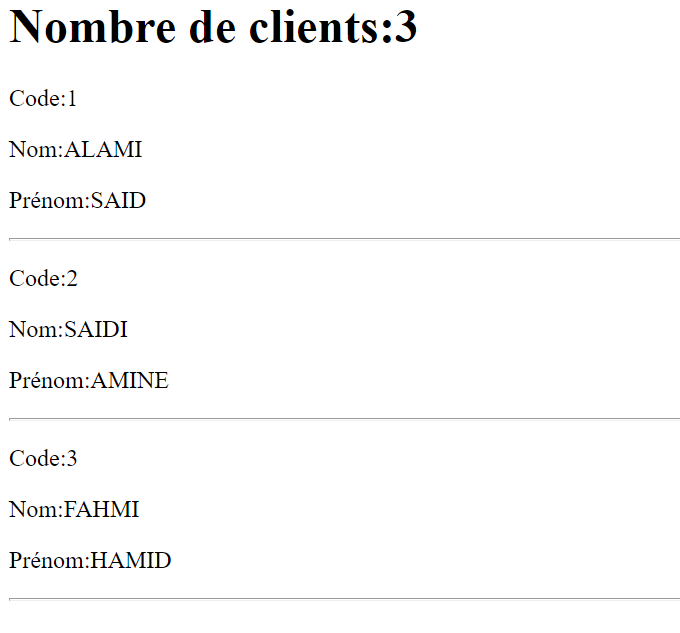 Nombre de clients:3
Code:1
Nom:ALAMI
Prénom:SAID
Code:2
Nom:SAIDI
Prénom:AMINE
Code:3
Nom:FAHMI
Prénom:HAMID